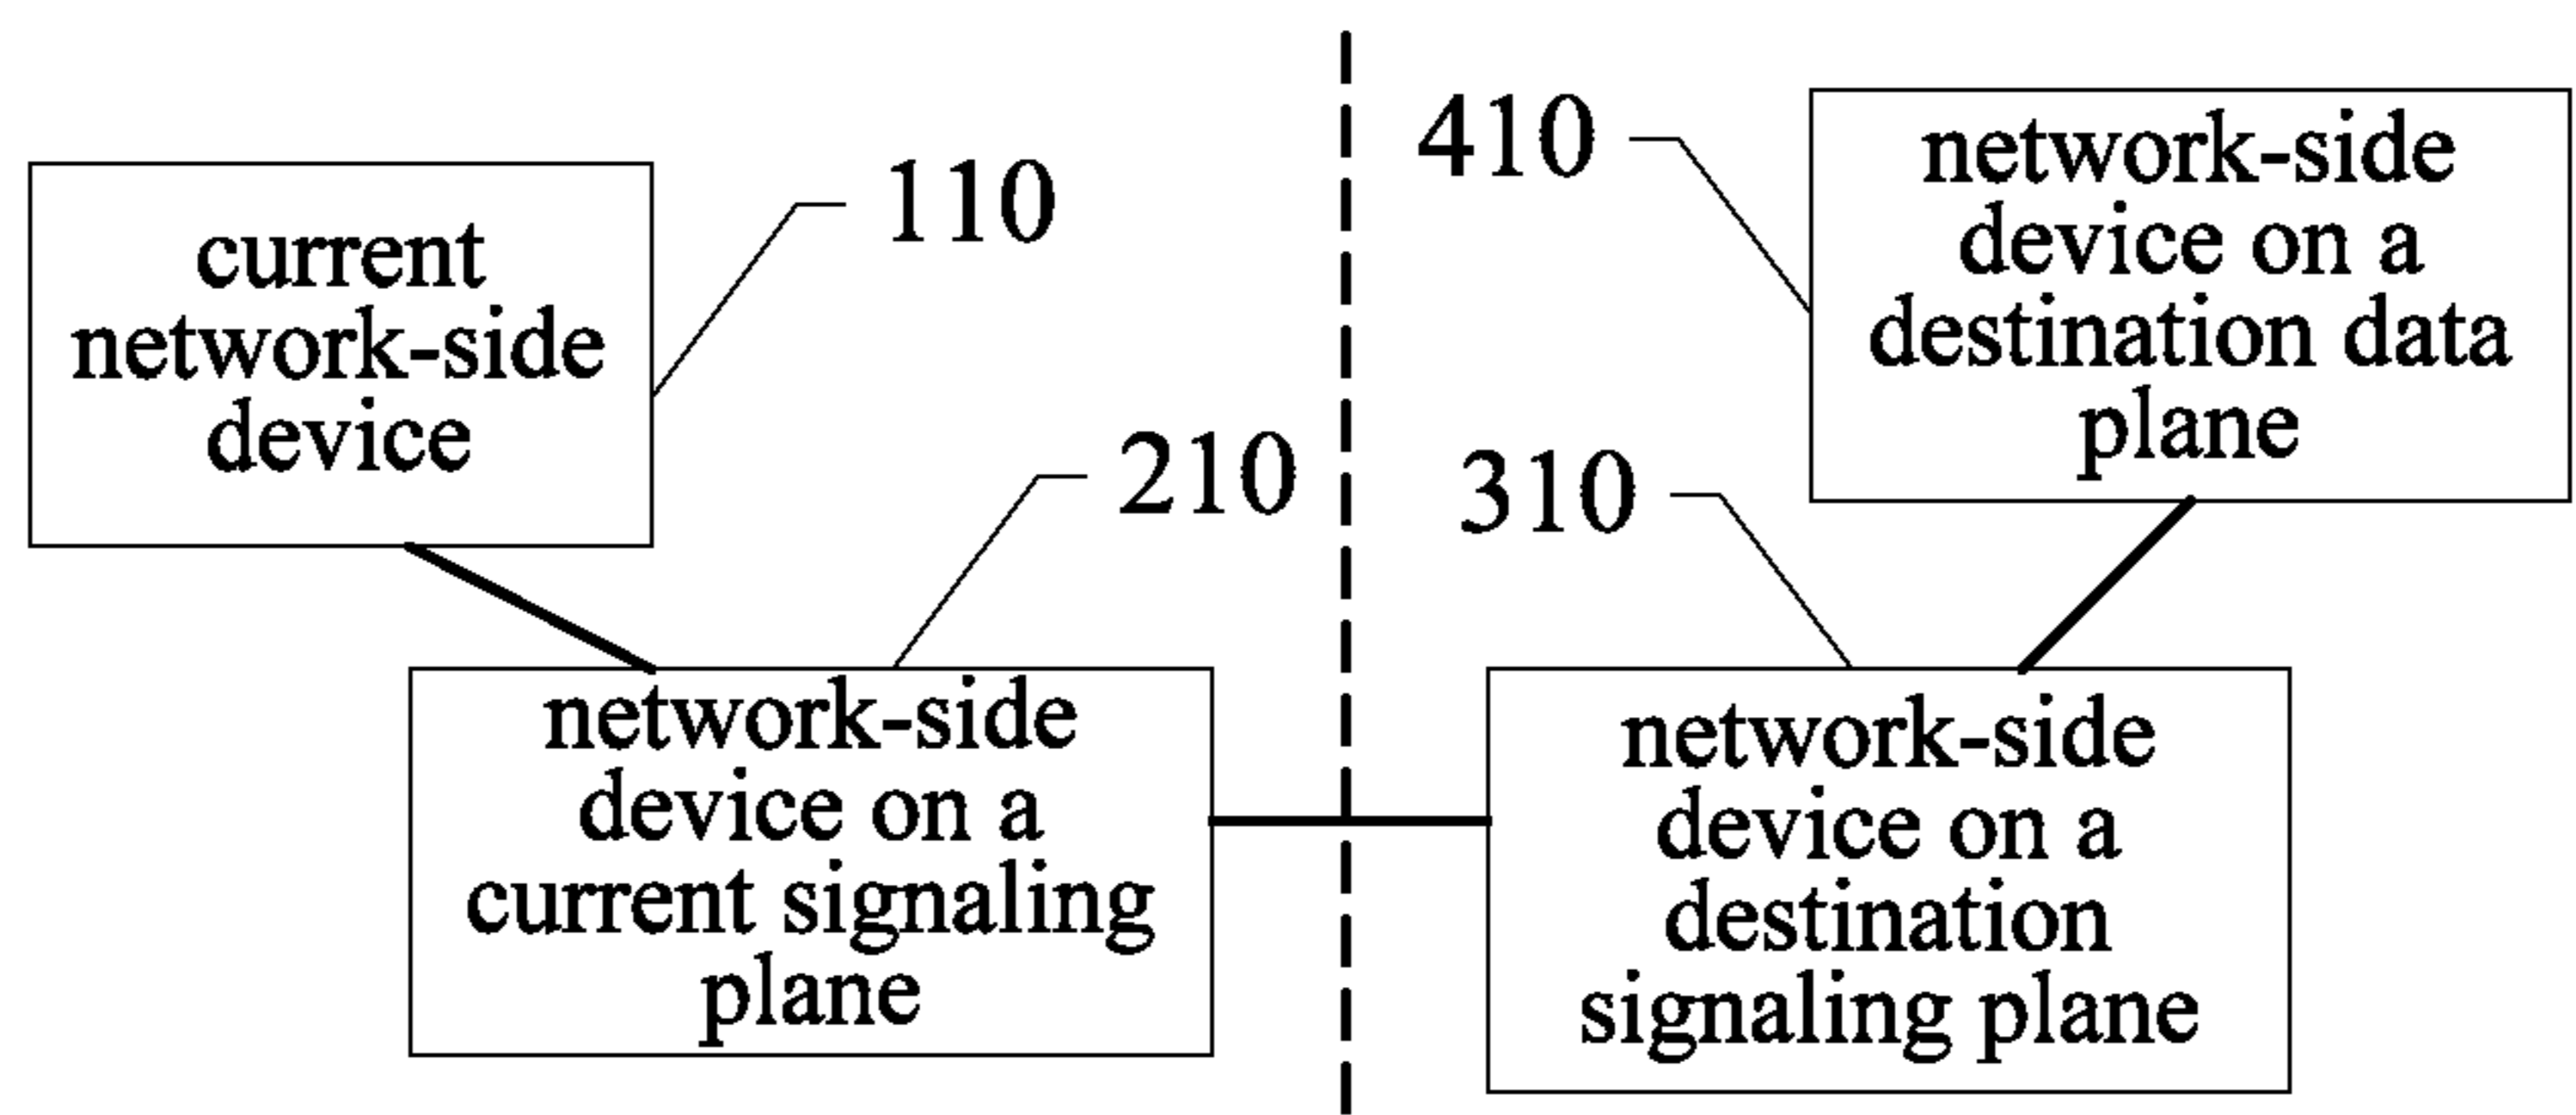 current
network-side
device
110
210
network-side
device on a
current signaling
plane
410
network-side
device on a
destination data
plane
310
network-side
device on a
destination
signaling plane